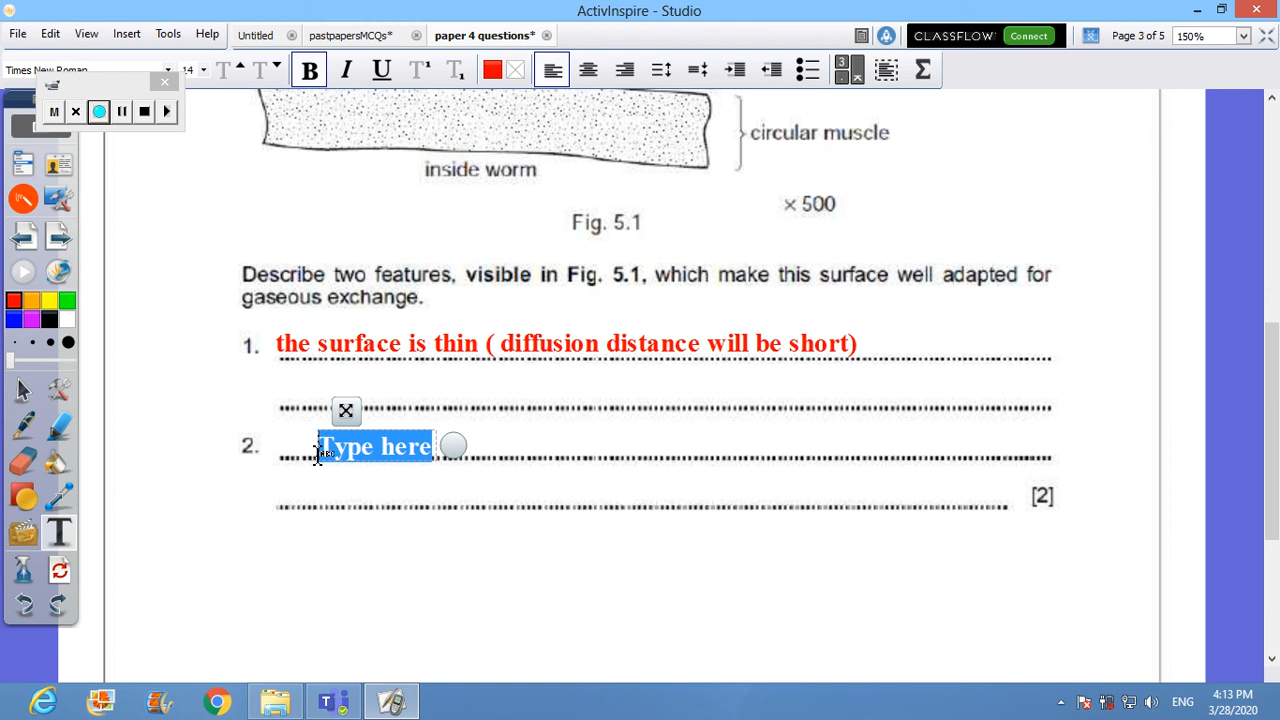 ActivInspire - Studio
File Edit View Insert Tools Help Untitled pastpapersMCQs* paper 4 questions* CLASSFLOW Connect Page 3 of 5 150%
Times New Roman 14 B I U
M
circular muscle
inside worm
× 500
Fig. 5.1
Describe two features, visible in Fig. 5.1, which make this surface well adapted for
gaseous exchange.
1. the surface is thin ( diffusion distance will be short)
2. Type here
[2]
ENG
4:13 PM
3/28/2020